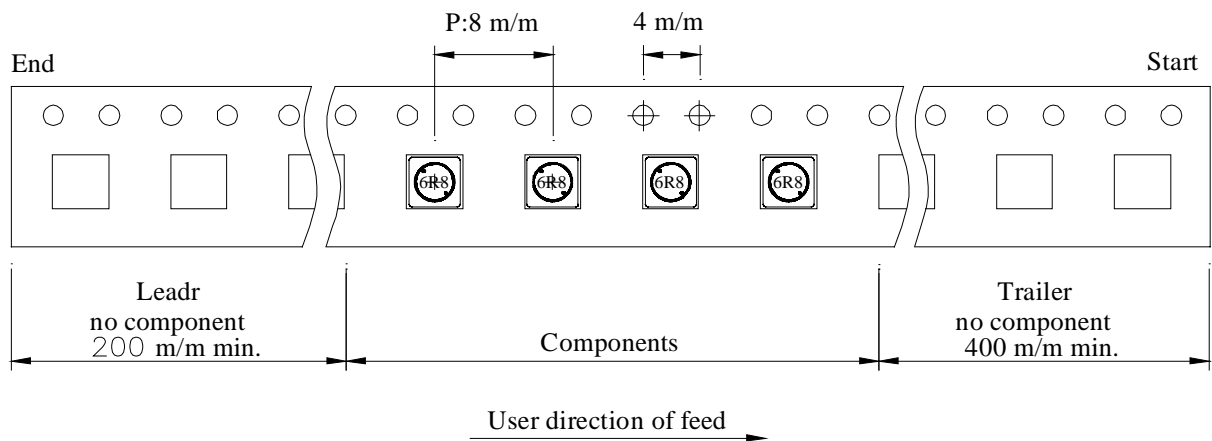 P:8 m/m
4 m/m
End
Start
6R8
6R8
6R8
6R8
Leadr
no component
200 m/m min.
Components
Trailer
no component
400 m/m min.
User direction of feed